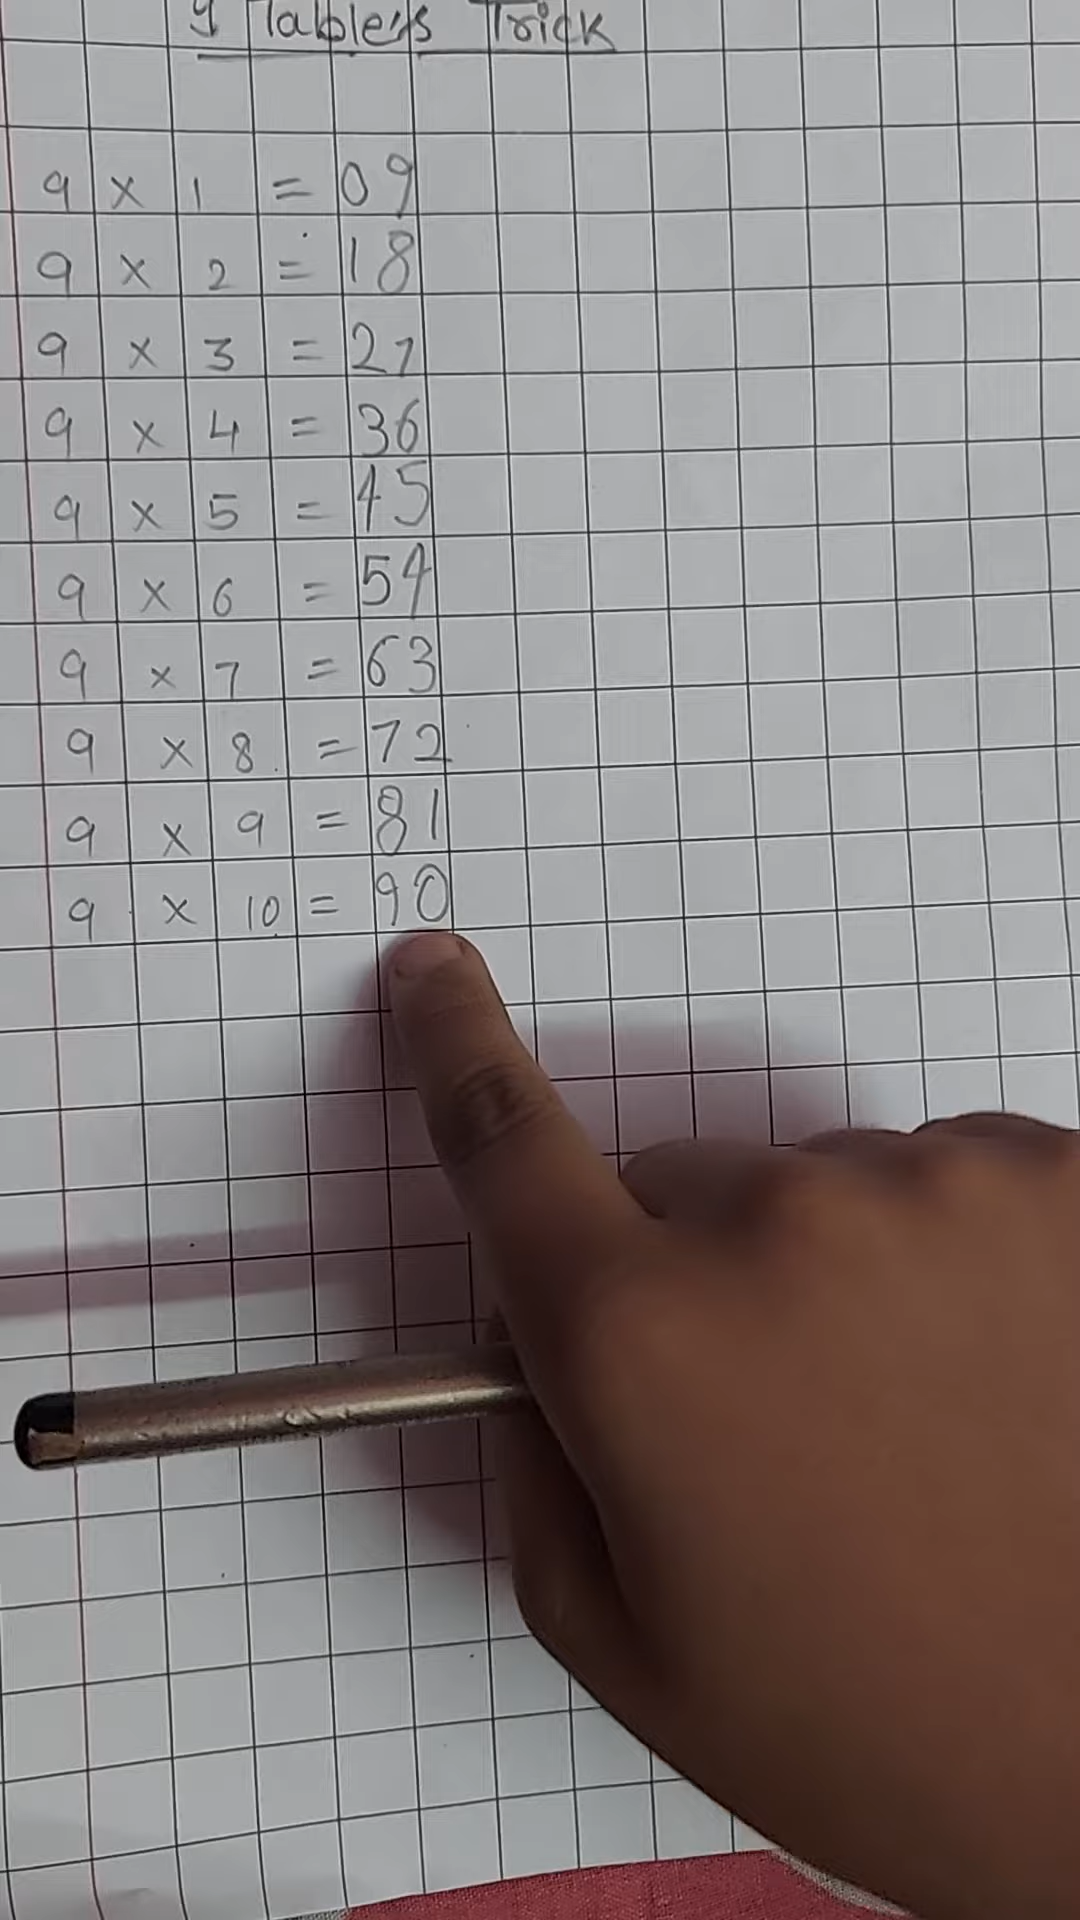 9 Table's Trick
9 x 1 = 09
9 x 2 = 18
9 x 3 = 27
9 x 4 = 36
9 x 5 = 45
9 x 6 = 54
9 x 7 = 63
9 x 8 = 72
9 x 9 = 81
9 x 10 = 90